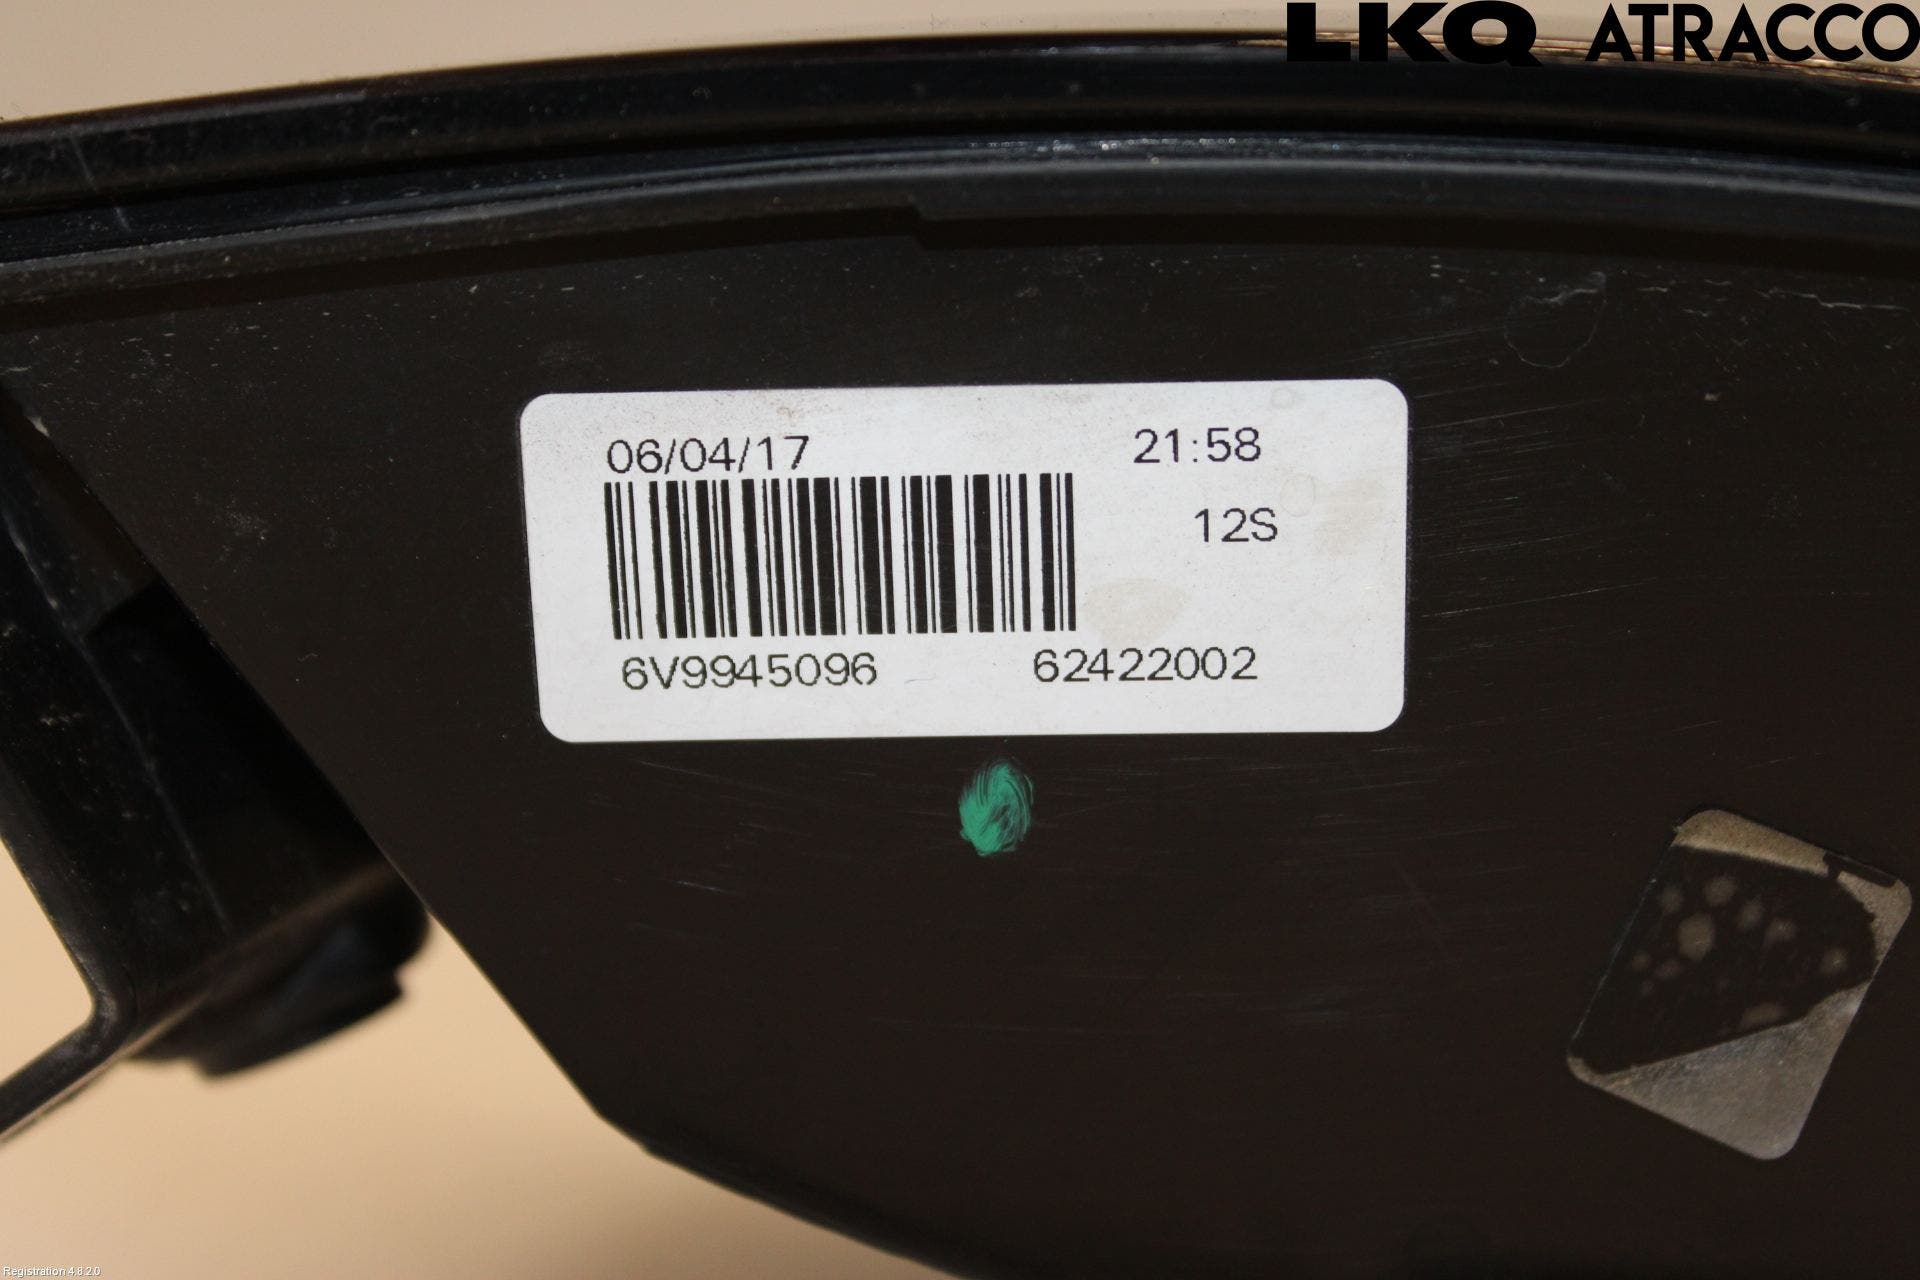 LKQ ATRACCO
06/04/17 21:58
12S
6V9945096 62422002
Registration 4.8.2.0